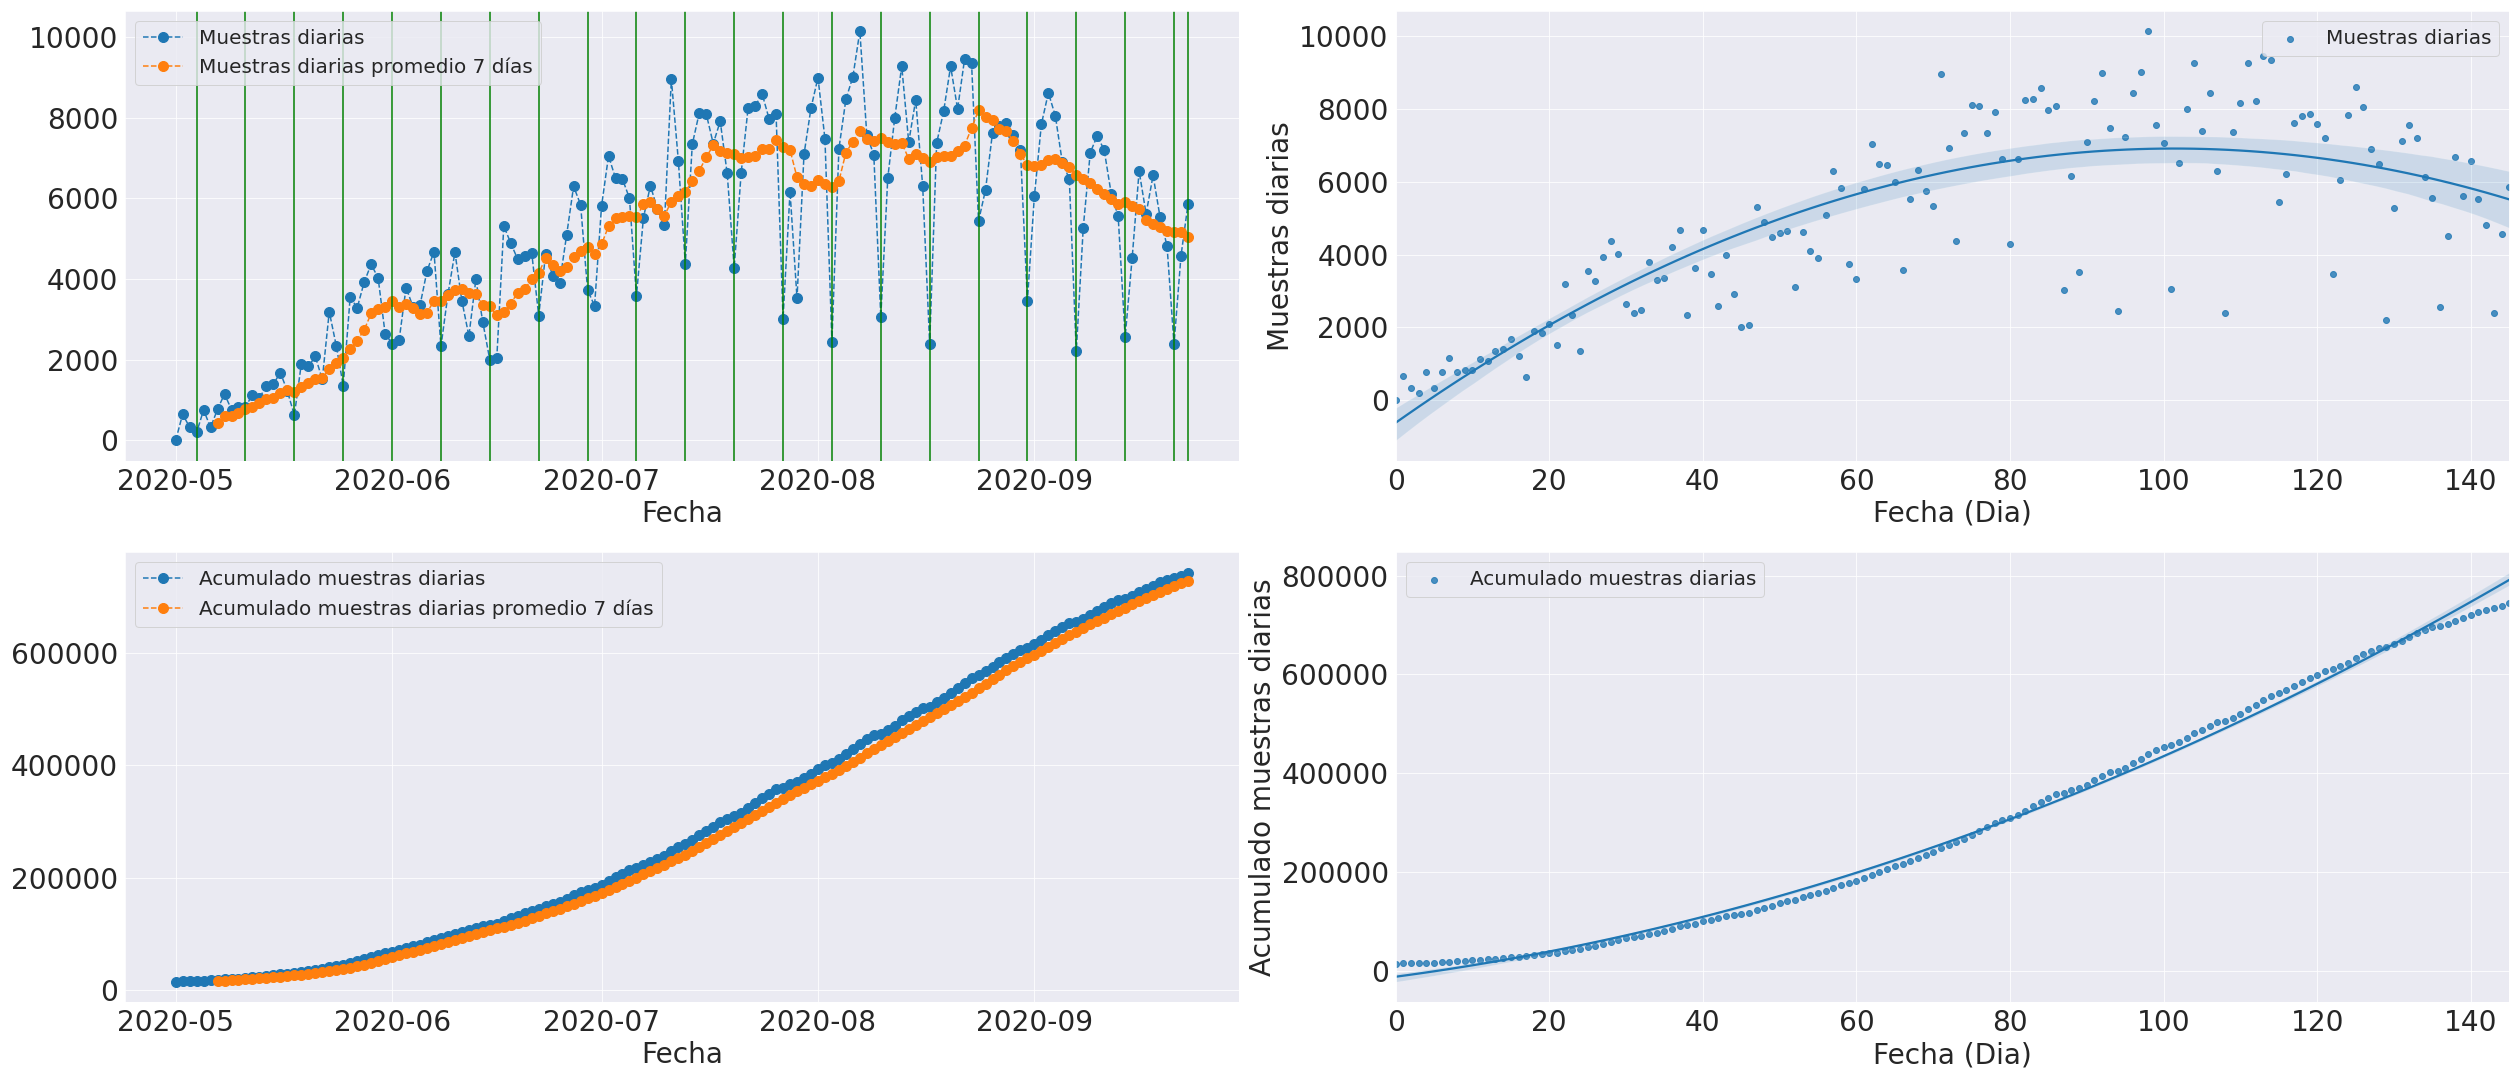 Muestras diarias
Muestras diarias promedio 7 días
10000
8000
6000
4000
2000
0
2020-05 2020-06 2020-07 2020-08 2020-09
Fecha
Muestras diarias
Muestras diarias
10000
8000
6000
4000
2000
0
0 20 40 60 80 100 120 140
Fecha (Dia)
Acumulado muestras diarias
Acumulado muestras diarias promedio 7 días
600000
400000
200000
0
2020-05 2020-06 2020-07 2020-08 2020-09
Fecha
Acumulado muestras diarias
Acumulado muestras diarias
800000
600000
400000
200000
0
0 20 40 60 80 100 120 140
Fecha (Dia)